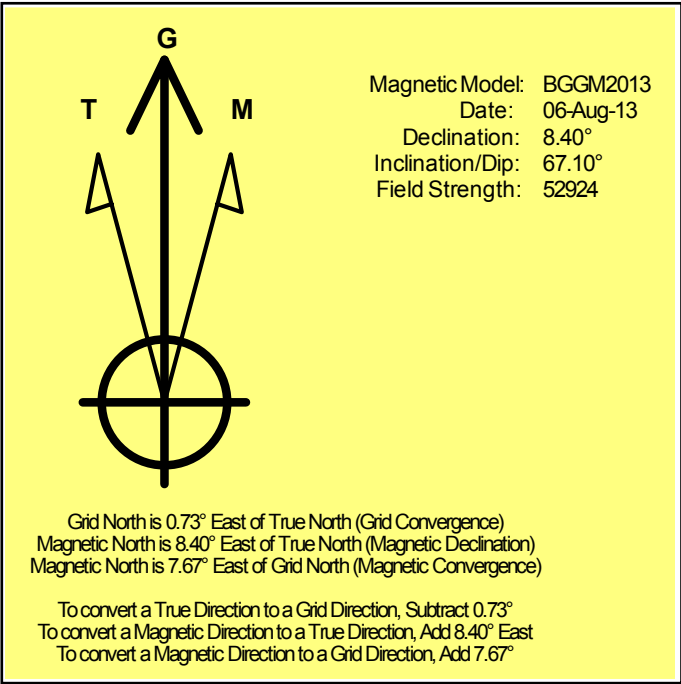 G
T M
Magnetic Model: BGGM2013
Date: 06-Aug-13
Declination: 8.40°
Inclination/Dip: 67.10°
Field Strength: 52924
Grid North is 0.73° East of True North (Grid Convergence)
Magnetic North is 8.40° East of True North (Magnetic Declination)
Magnetic North is 7.67° East of Grid North (Magnetic Convergence)
To convert a True Direction to a Grid Direction, Subtract 0.73°
To convert a Magnetic Direction to a True Direction, Add 8.40° East
To convert a Magnetic Direction to a Grid Direction, Add 7.67°